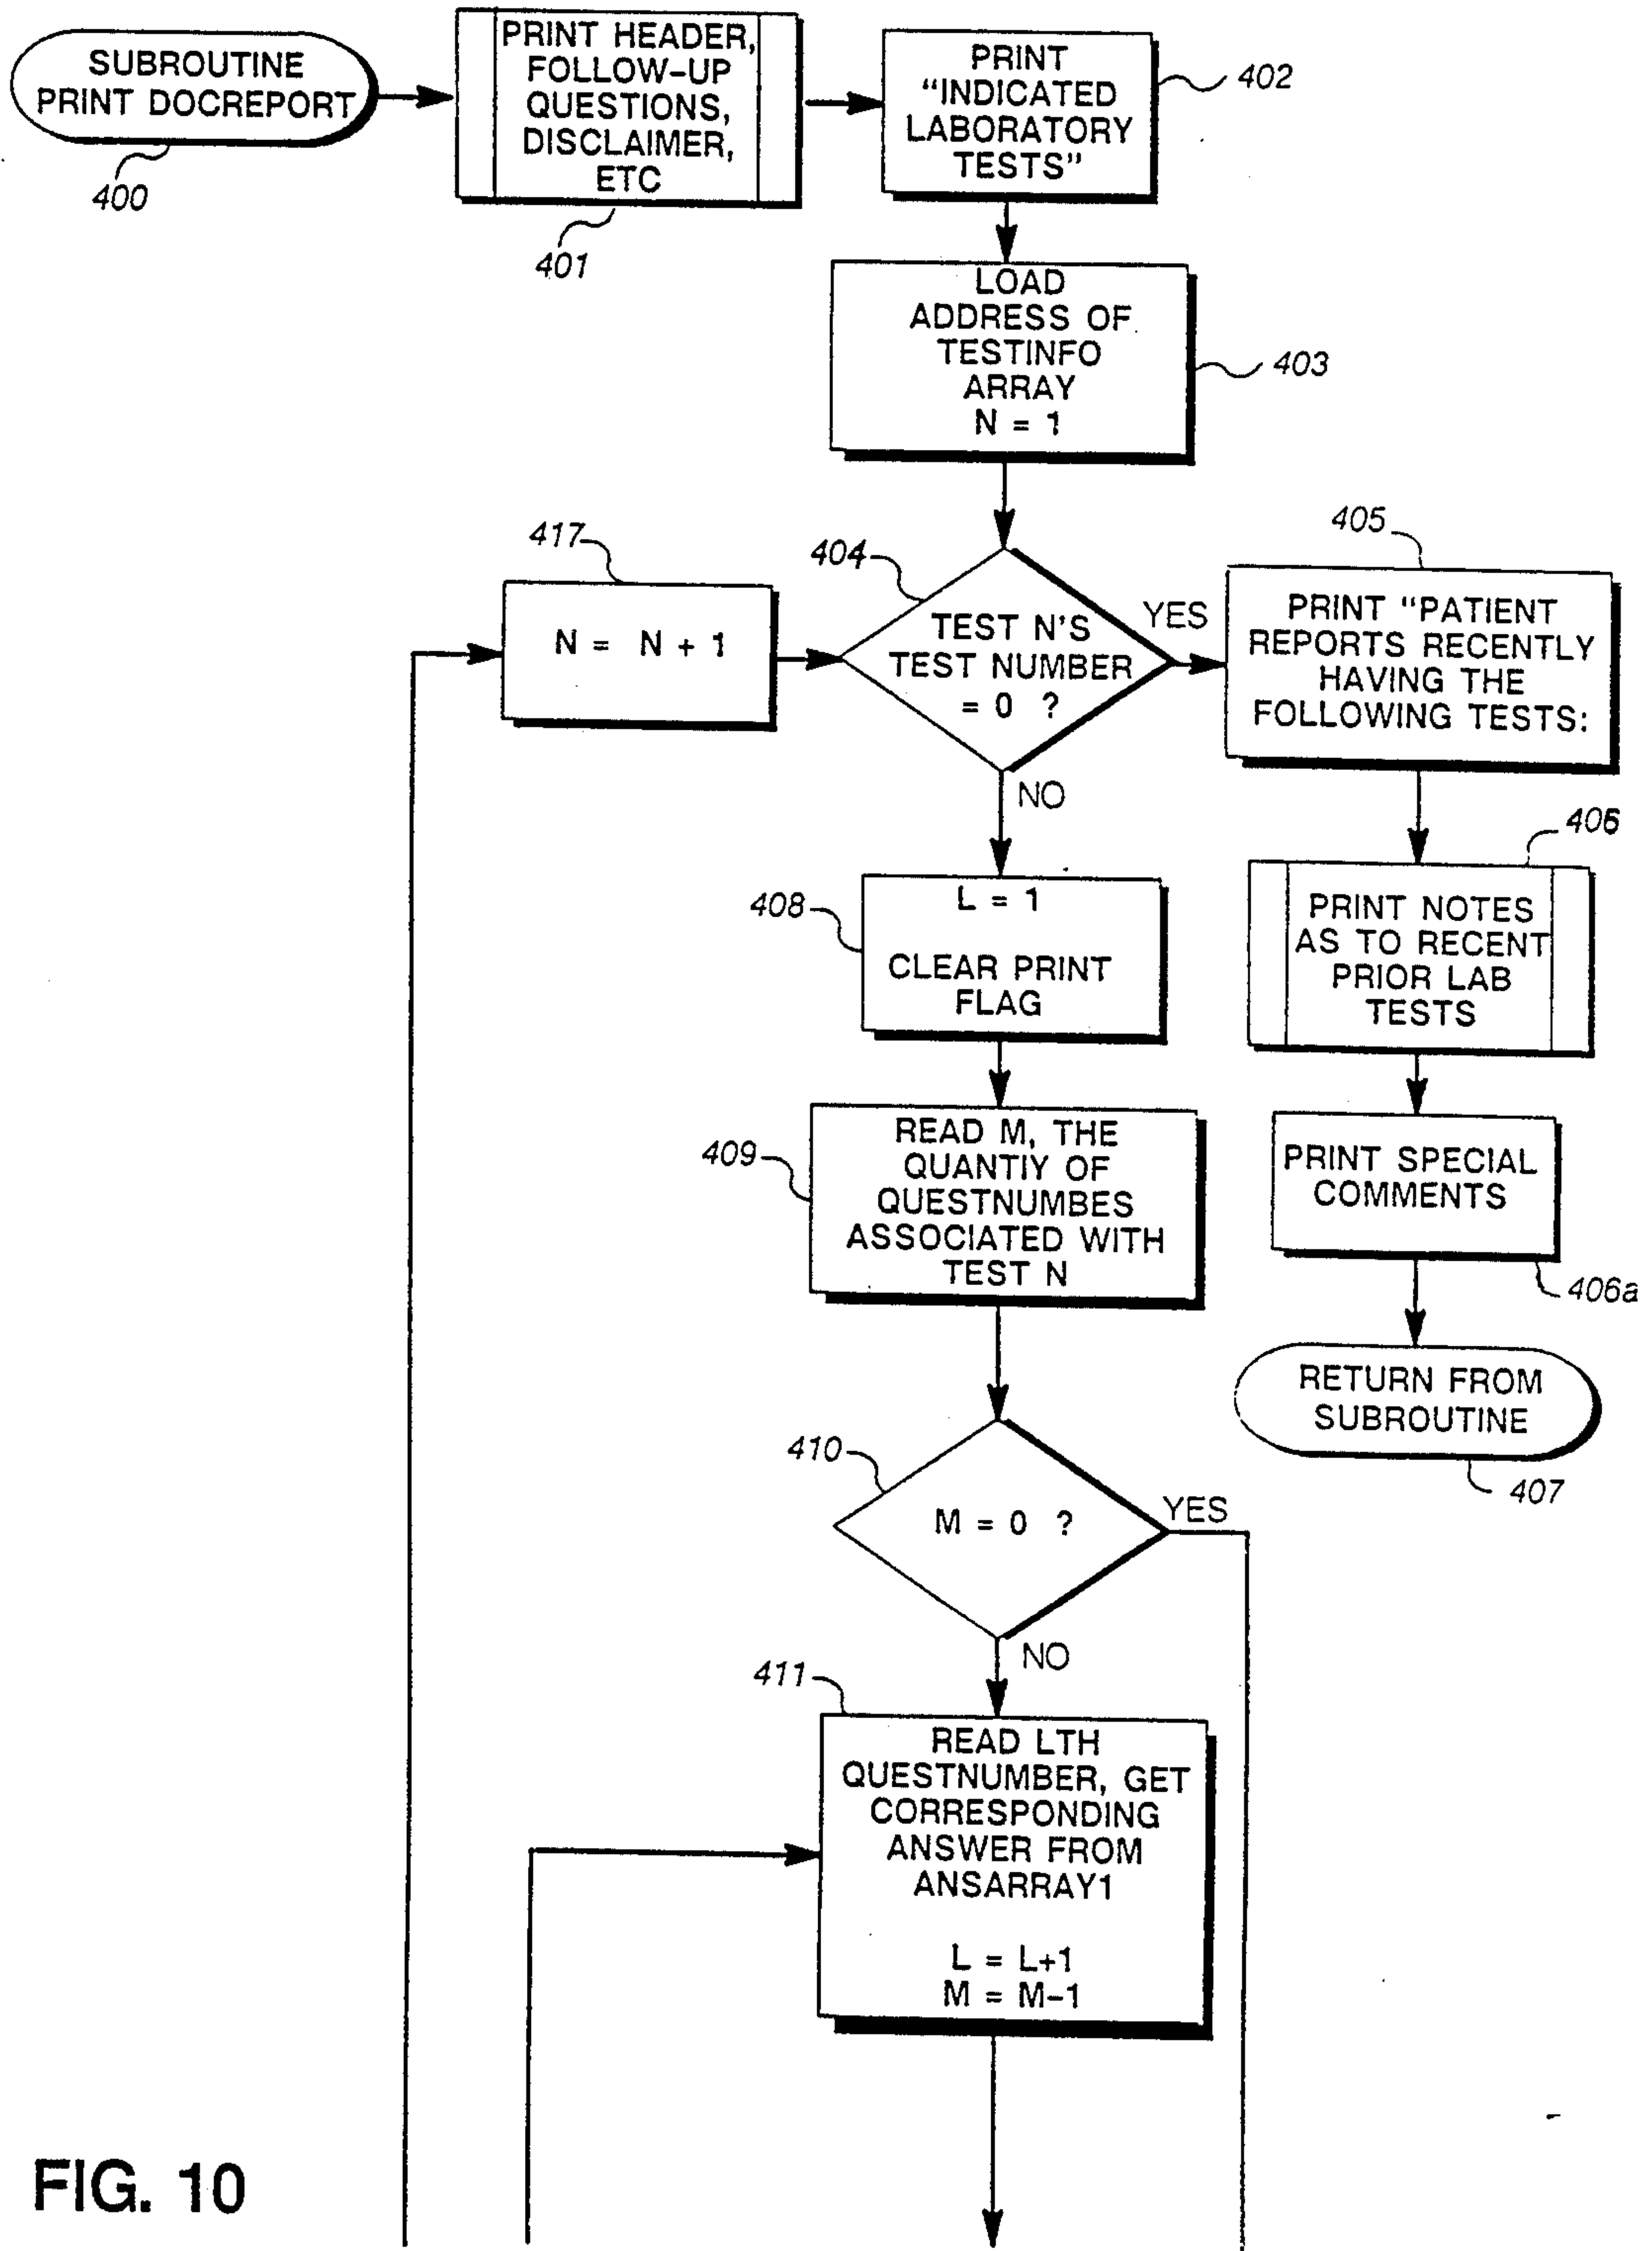 SUBROUTINE
PRINT DOCREPORT
400
PRINT HEADER,
FOLLOW-UP
QUESTIONS,
DISCLAIMER,
ETC
401
PRINT
“INDICATED
LABORATORY
TESTS”
402
LOAD
ADDRESS OF
TESTINFO
ARRAY
N = 1
403
417
N = N + 1
404
TEST N'S
TEST NUMBER
= 0 ?
YES
NO
405
PRINT “PATIENT
REPORTS RECENTLY
HAVING THE
FOLLOWING TESTS:
406
PRINT NOTES
AS TO RECENT
PRIOR LAB
TESTS
PRINT SPECIAL
COMMENTS
406a
RETURN FROM
SUBROUTINE
407
408
L = 1
CLEAR PRINT
FLAG
409
READ M, THE
QUANTIY OF
QUESTNUMBES
ASSOCIATED WITH
TEST N
410
M = 0 ?
YES
NO
411
READ LTH
QUESTNUMBER, GET
CORRESPONDING
ANSWER FROM
ANSARRAY1
L = L+1
M = M-1
FIG. 10